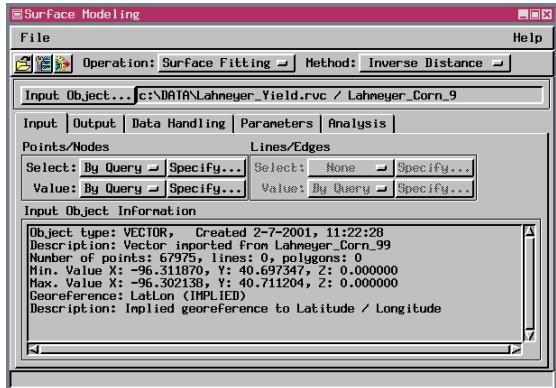 Surface Modeling
File Help
Operation: Surface Fitting Method: Inverse Distance
Input Object... c:\DATA\Lahmeyer_Yield.rvc / Lahmeyer_Corn_9
Input Output Data Handling Parameters Analysis
Points/Nodes Lines/Edges
Select: By Query Specify... Select: None Specify...
Value: By Query Specify... Value: By Query Specify...
Input Object Information
Object type: VECTOR, Created 2-7-2001, 11:22:28
Description: Vector imported from Lahmeyer_Corn_99
Number of points: 67975, lines: 0, polygons: 0
Min. Value X: -96.311870, Y: 40.697347, Z: 0.000000
Max. Value X: -96.302138, Y: 40.711204, Z: 0.000000
Georeference: LatLon (IMPLIED)
Description: Implied georeference to Latitude / Longitude